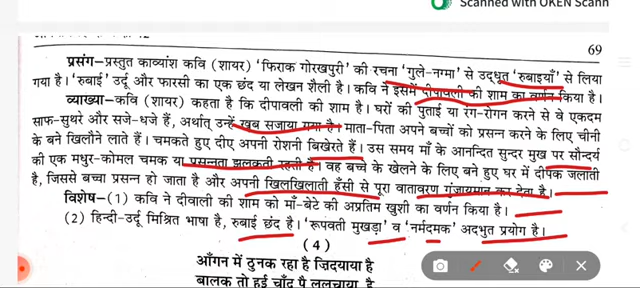 Scanned with OKEN Scann
69
प्रसंग–प्रस्तुत काव्यांश कवि (शायर) 'फिराक गोरखपुरी' की रचना 'गुले-नग्मा' से उद्धृत 'रुबाइयाँ' से लिया
गया है। 'रुबाई' उर्दू और फारसी का एक छंद या लेखन शैली है। कवि ने इसमें दीपावली की शाम का वर्णन किया है।
व्याख्या–कवि (शायर) कहता है कि दीपावली की शाम है। घरों की पुताई या रंग-रोगन करने से वे एकदम
साफ-सुथरे और सजे-धजे हैं, अर्थात् उन्हें खूब सजाया गया है। माता-पिता अपने बच्चों को प्रसन्न करने के लिए चीनी
के बने खिलौने लाते हैं। चमकते हुए दीए अपनी रोशनी बिखेरते हैं। उस समय माँ के आनन्दित सुन्दर मुख पर सौन्दर्य
की एक मधुर-कोमल चमक या प्रसन्नता झलकती रहती है। वह बच्चे के खेलने के लिए बने हुए घर में दीपक जलाती
है, जिससे बच्चा प्रसन्न हो जाता है और अपनी खिलखिलाती हँसी से पूरा वातावरण गुंजायमान कर देता है।
विशेष–(1) कवि ने दीवाली की शाम को माँ-बेटे की अप्रतिम खुशी का वर्णन किया है।
(2) हिन्दी-उर्दू मिश्रित भाषा है, रुबाई छंद है। 'रूपवती मुखड़ा' व 'नर्मदमक' अदभुत प्रयोग है।
(4)
आँगन में ठुनक रहा है ज़िदयाया है
बालक तो हई चाँद पै ललचाया है